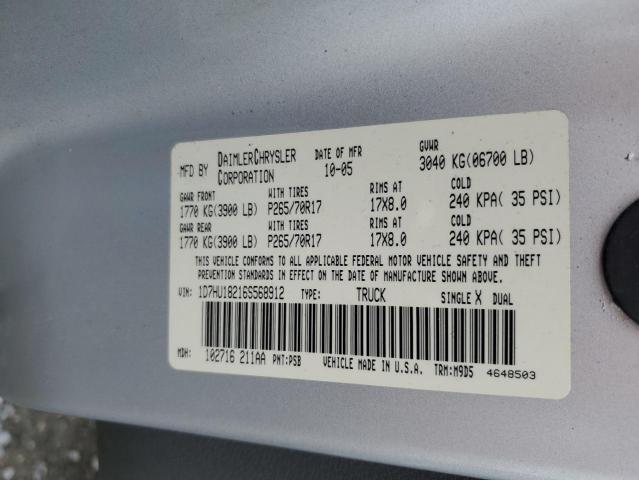 MFD BY DAIMLERCHRYSLER CORPORATION DATE OF MFR 10-05 GVWR 3040 KG(06700 LB)
GAWR FRONT WITH TIRES RIMS AT COLD
1770 KG(3900 LB) P265/70R17 17X8.0 240 KPA( 35 PSI)
GAWR REAR WITH TIRES RIMS AT COLD
1770 KG(3900 LB) P265/70R17 17X8.0 240 KPA( 35 PSI)
THIS VEHICLE CONFORMS TO ALL APPLICABLE FEDERAL MOTOR VEHICLE SAFETY AND THEFT
PREVENTION STANDARDS IN EFFECT ON THE DATE OF MANUFACTURE SHOWN ABOVE.
VIN: 1D7HU18216S568912 TYPE: TRUCK SINGLE X DUAL
MDH: 102716 211AA PNT:PSB VEHICLE MADE IN U.S.A. TRM:M9D5 4648503